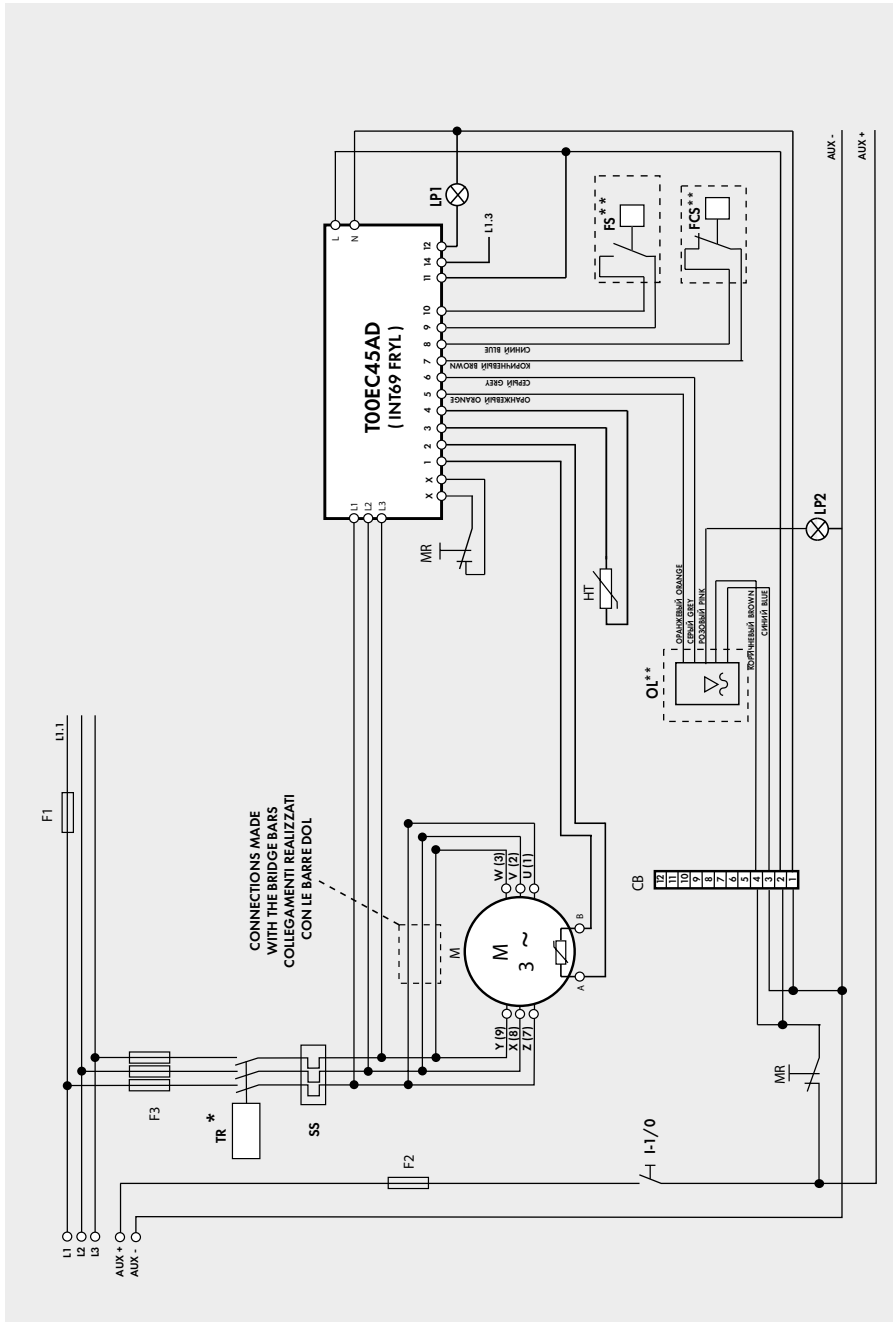 L1
L2
L3
AUX +
AUX -
F1
L1.1
F3
TR *
SS
F2
I-1/0
MR
CONNECTIONS MADE
WITH THE BRIDGE BARS
COLLEGAMENTI REALIZZATI
CON LE BARRE DOL
M
M
3 ~
Y (9)
X (8)
Z (7)
W (3)
V (2)
U (1)
A
B
CB
12
11
10
9
8
7
6
5
4
3
2
1
T00EC45AD
( INT69 FRYL )
L1
L2
L3
L
N
X
X
1
2
3
4
5
6
7
8
9
10
11
14
12
MR
HT
LP1
L1.3
ОРАНЖЕВЫЙ ORANGE
СЕРЫЙ GREY
КОРИЧНЕВЫЙ BROWN
СИНИЙ BLUE
FS**
FCS**
OL**
ОРАНЖЕВЫЙ ORANGE
СЕРЫЙ GREY
РОЗОВЫЙ PINK
КОРИЧНЕВЫЙ BROWN
СИНИЙ BLUE
LP2
AUX -
AUX +